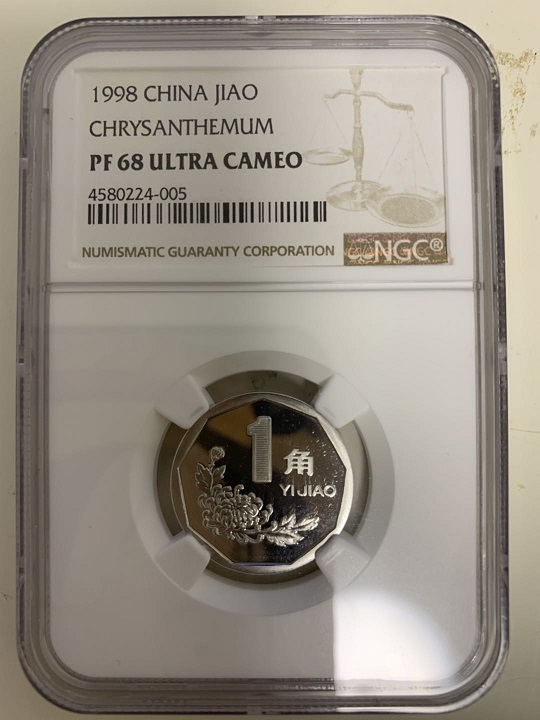 1998 CHINA JIAO
CHRYSANTHEMUM
PF 68 ULTRA CAMEO
4580224-005
NUMISMATIC GUARANTY CORPORATION
NGC®
1角
YI JIAO